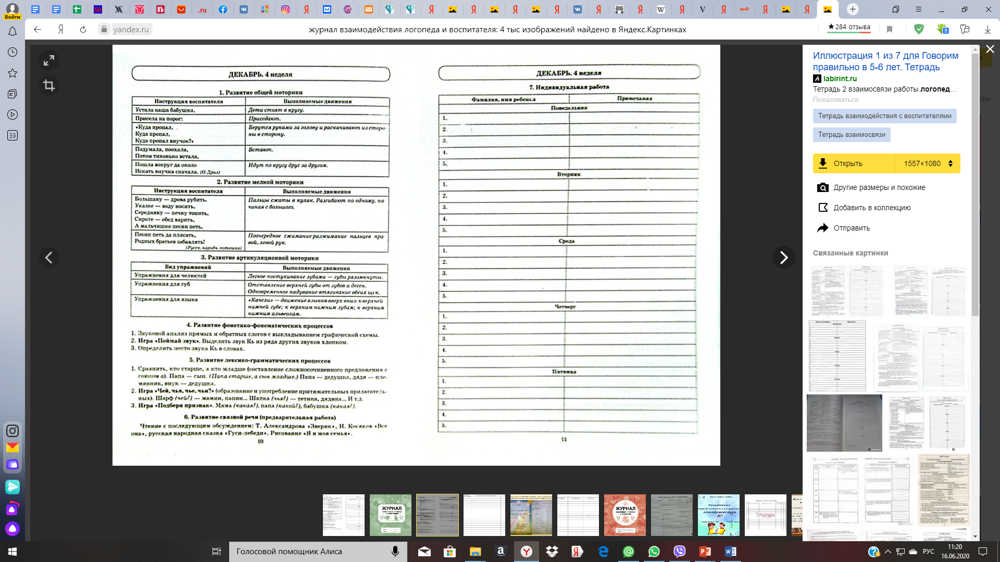 Войти
56
Bъ
.ru
W
V
yandex.ru
журнал взаимодействия логопеда и воспитателя: 4 тыс изображений найдено в Яндекс.Картинках
★284 отзыва
39
ДЕКАБРЬ. 4 неделя
1. Развитие общей моторики
Инструкция воспитателя
Выполняемые движения
Устала наша бабушка,
Дети стоят в кругу.
Присела на порог:
Приседают.
«Куда пропал,
Куда пропал,
Куда пропал внучок?»
Берутся руками за голову и раскачивают из сторо-
ны в сторону.
Подумала, поохала,
Потом тихонько встала,
Встают.
Пошла вокруг да около
Искать внучка сначала. (О. Дриз)
Идут по кругу друг за другом.
2. Развитие мелкой моторики
Инструкция воспитателя
Выполняемые движения
Большаку — дрова рубить,
Указке — воду носить,
Середняку — печку топить,
Сироте — обед варить,
А мальчишке песни петь,
Пальцы сжаты в кулак. Разгибают по одному, на-
чиная с большого.
Песни петь да плясать,
Родных братьев забавлять!
(Русск. народн. потешка)
Поочередное сжимание-разжимание пальцев пра-
вой, левой рук.
3. Развитие артикуляционной моторики
Вид упражнений
Выполняемые движения
Упражнения для челюстей
Легкое постукивание зубами — губы разомкнуты.
Упражнения для губ
Отставление верхней губы от зубов и десен.
Одновременное надувание-втягивание обеих щек.
Упражнения для языка
«Качели» — движение языком вверх-вниз: к верхней-
нижней губе; к верхним-нижним зубам; к верхним-
нижним альвеолам.
4. Развитие фонетико-фонематических процессов
1. Звуковой анализ прямых и обратных слогов с выкладыванием графической схемы.
2. Игра «Поймай звук». Выделить звук Кь из ряда других звуков хлопком.
3. Определить место звука Кь в словах.
5. Развитие лексико-грамматических процессов
1. Сравнить, кто старше, а кто младше (составление сложносочиненного предложения с
союзом а). Папа — сын. (Папа старше, а сын младше.) Папа — дедушка, дядя — пле-
мянник, внук — дедушка.
2. Игра «Чей, чья, чье, чьи?» (образование и употребление притяжательных прилагатель-
ных). Шарф (чей?) — мамин, папин... Шапка (чья?) — тетина, дядина... И т.д.
3. Игра «Подбери признак». Мама (какая?), папа (какой?), бабушка (какая?).
6. Развитие связной речи (предварительная работа)
Чтение с последующим обсуждением: Т. Александрова «Зверик», И. Косяков «Все
она», русская народная сказка «Гуси-лебеди». Рисование «Я и моя семья».
10
ДЕКАБРЬ. 4 неделя
7. Индивидуальная работа
Фамилия, имя ребенка
Примечания
Понедельник
1.
2.
3.
4.
5.
Вторник
1.
2.
3.
4.
5.
Среда
1.
2.
3.
4.
5.
Четверг
1.
2.
3.
4.
5.
Пятница
1.
2.
3.
4.
5.
11
Иллюстрация 1 из 7 для Говорим
правильно в 5-6 лет. Тетрадь
labirint.ru
Тетрадь 2 взаимосвязи работы логопед...
Пожаловаться
Тетрадь взаимодействия с воспитателями
Тетрадь взаимосвязи
Открыть
1557×1080
Другие размеры и похожие
Добавить в коллекцию
Отправить
Связанные картинки
ЖУРНАЛ
ЖУРНАЛ
ЛИТЕРА
Голосовой помощник Алиса
РУС
11:20
16.06.2020